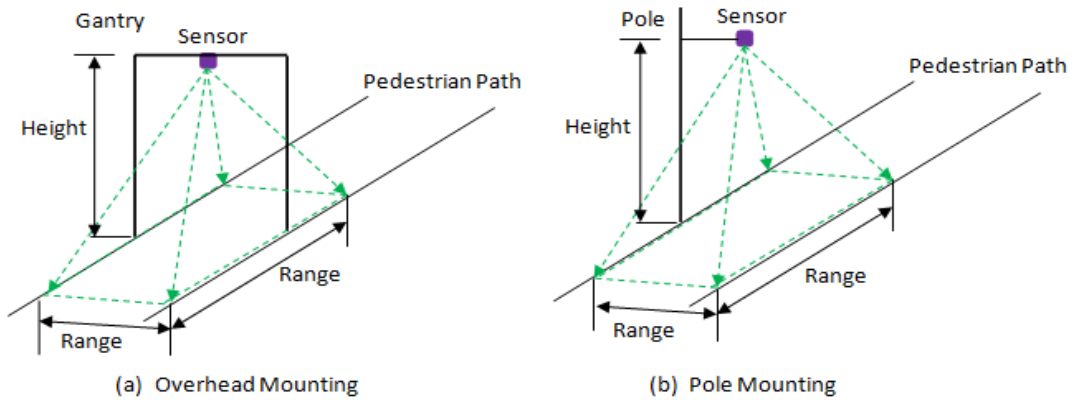 Gantry
Sensor
Pedestrian Path
Height
Range
Range
(a) Overhead Mounting
Pole
Sensor
Pedestrian Path
Height
Range
Range
(b) Pole Mounting